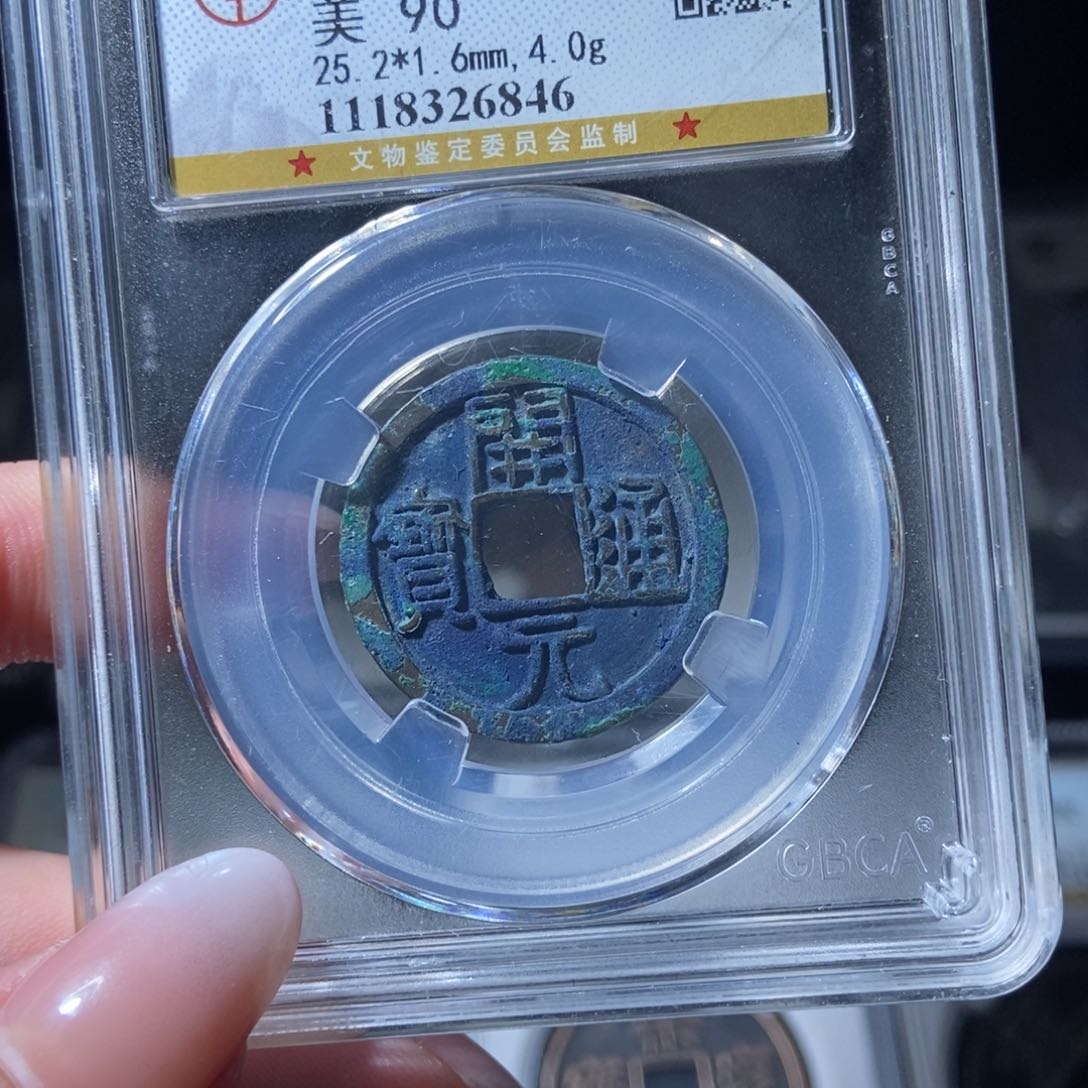 美 90
25.2*1.6mm,4.0g
1118326846
★ 文物鉴定委员会监制 ★
GBCA
開元通寶
GBCA®